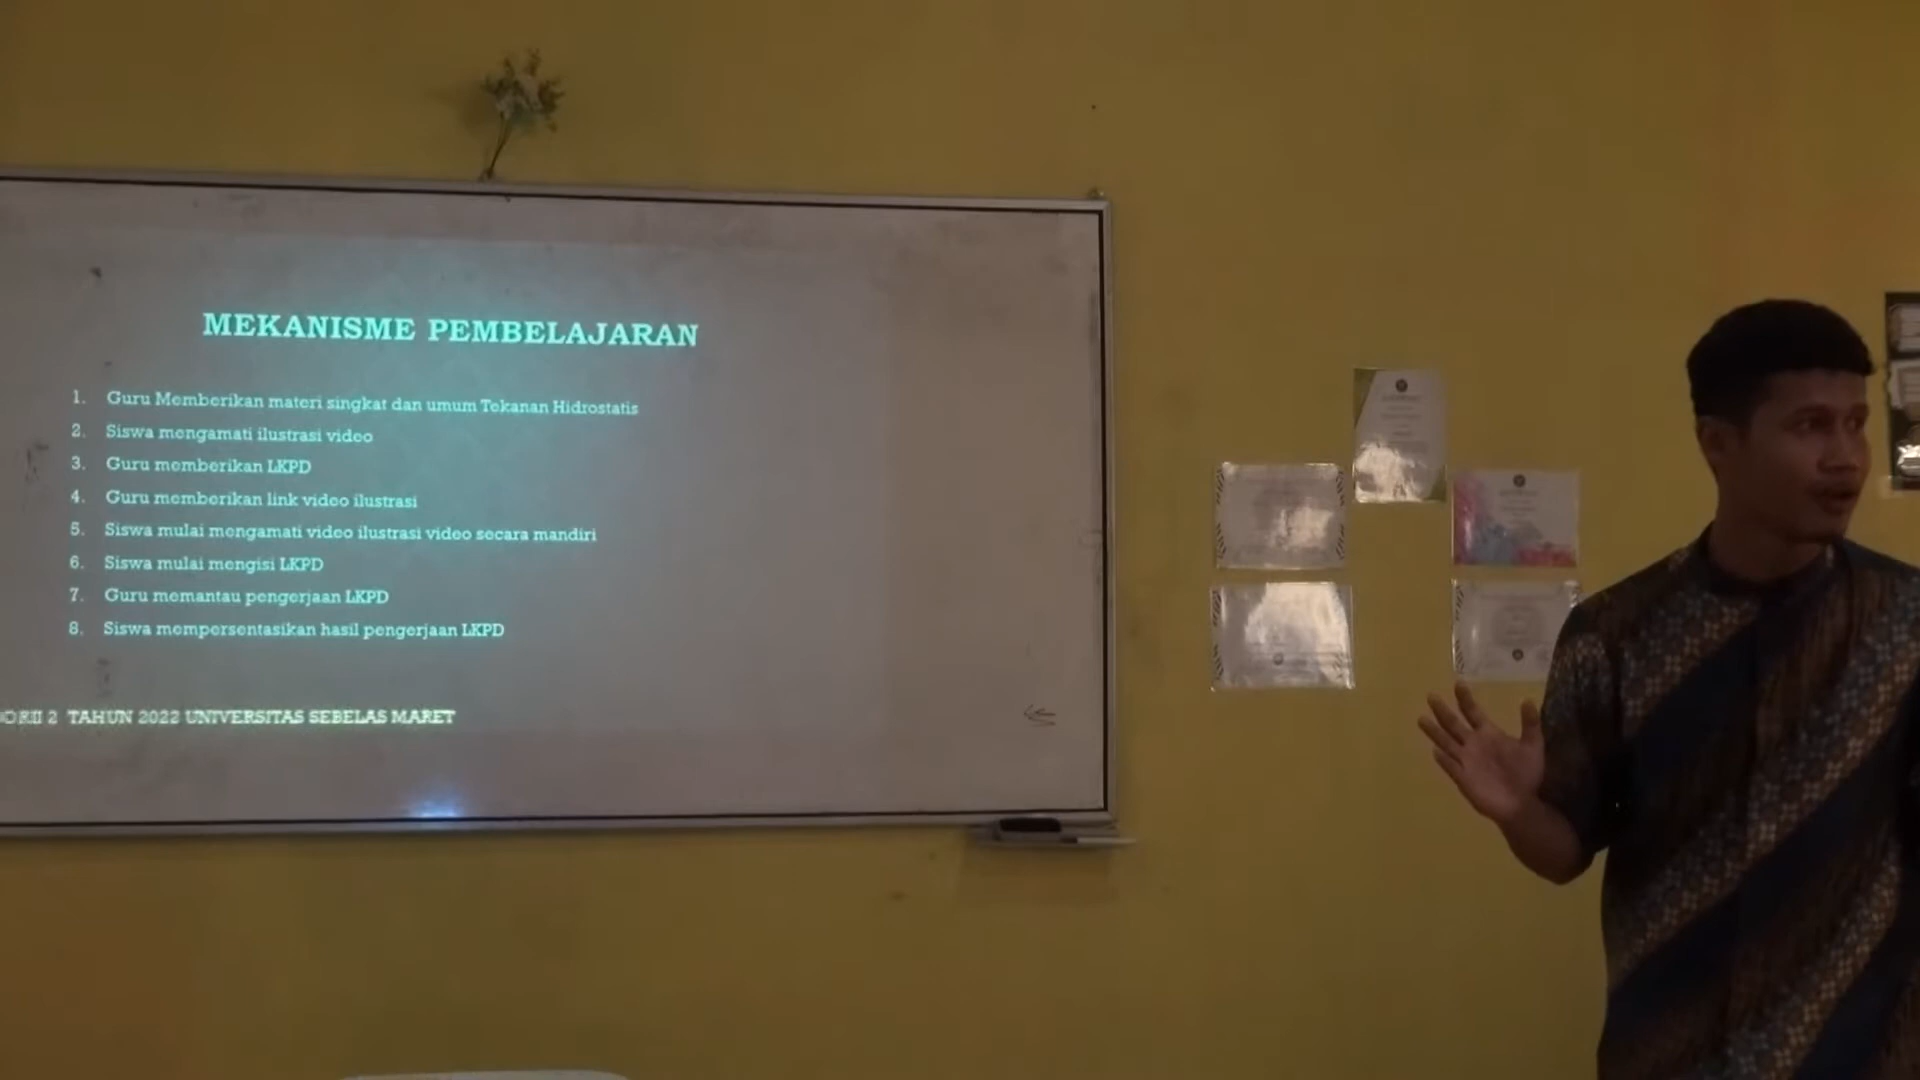 MEKANISME PEMBELAJARAN
1. Guru Memberikan materi singkat dan umum Tekanan Hidrostatis
2. Siswa mengamati ilustrasi video
3. Guru memberikan LKPD
4. Guru memberikan link video ilustrasi
5. Siswa mulai mengamati video ilustrasi video secara mandiri
6. Siswa mulai mengisi LKPD
7. Guru memantau pengerjaan LKPD
8. Siswa mempersentasikan hasil pengerjaan LKPD
2 TAHUN 2022 UNIVERSITAS SEBELAS MARET